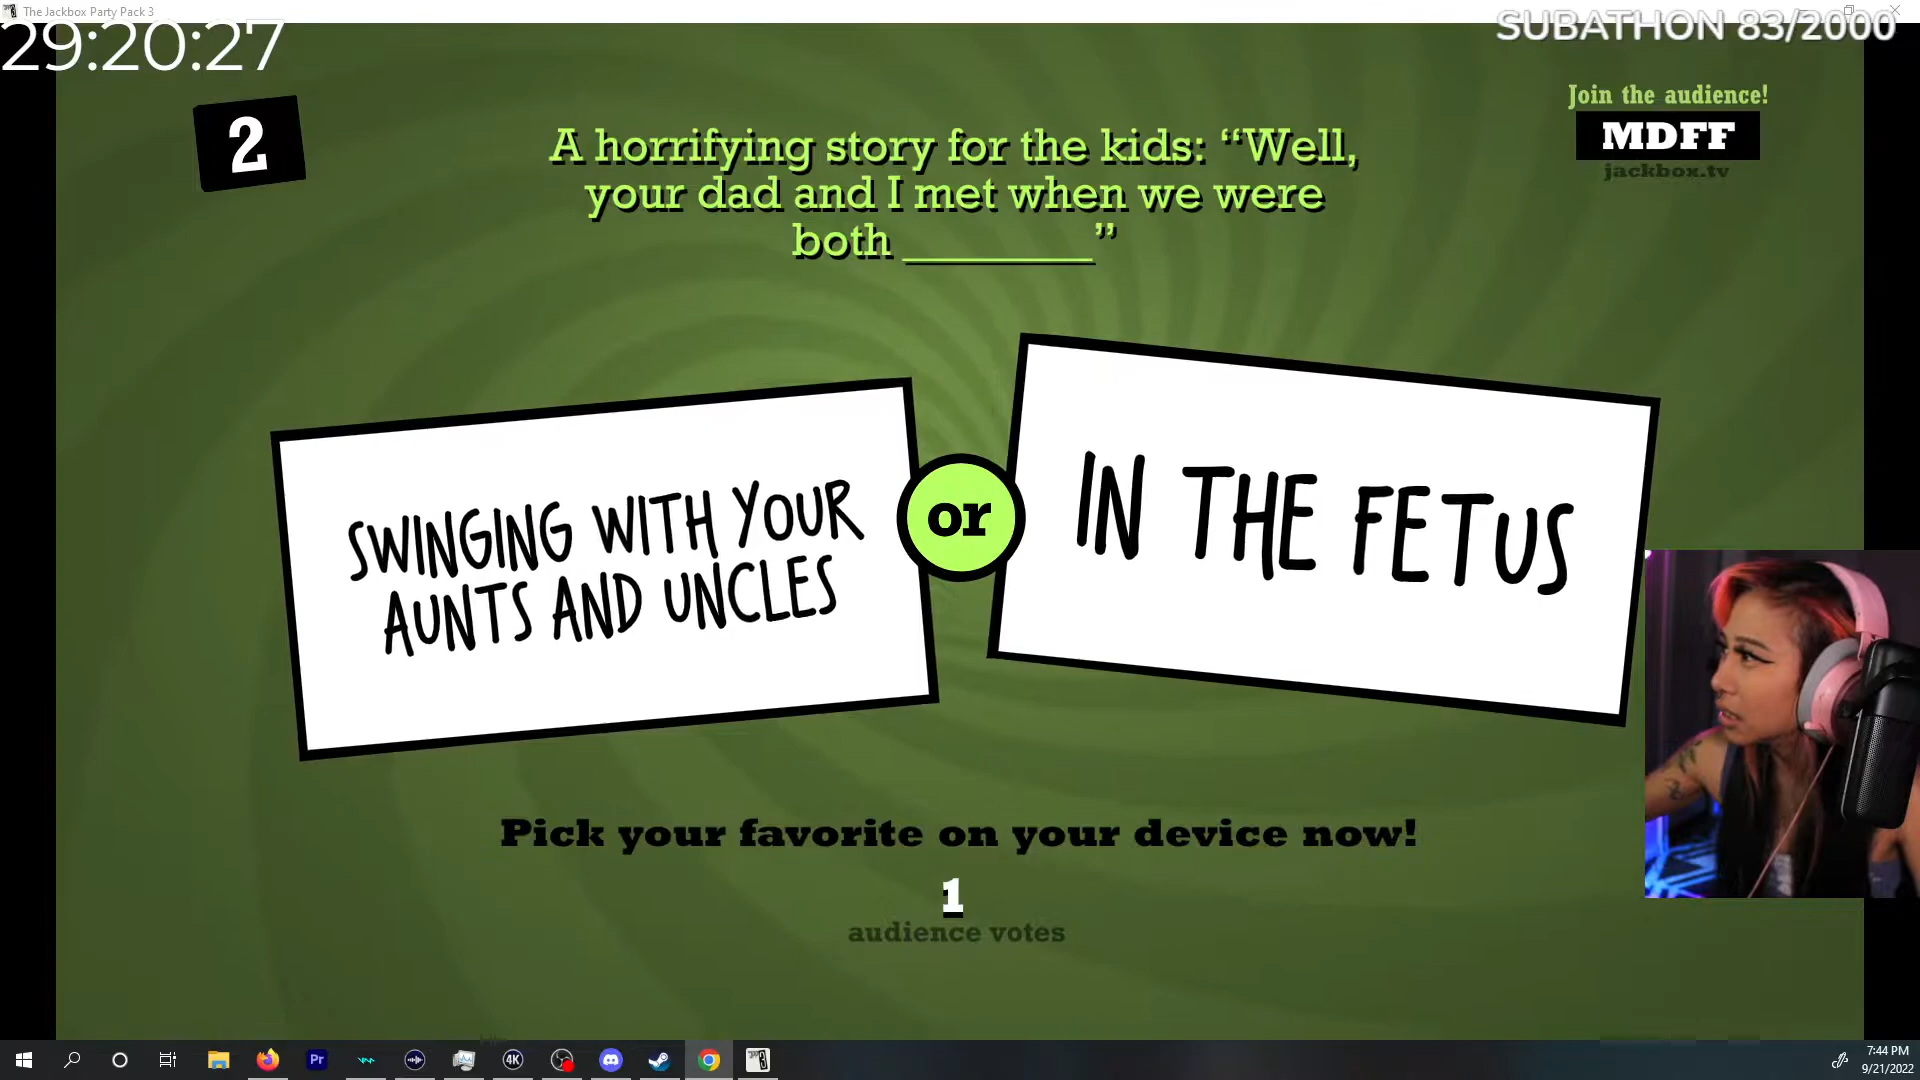 The Jackbox Party Pack 3
29:20:27
SUBATHON 83/2000
2
A horrifying story for the kids: “Well,
your dad and I met when we were
both ________”
Join the audience!
MDFF
jackbox.tv
SWINGING WITH YOUR
AUNTS AND UNCLES
or
IN THE FETUS
Pick your favorite on your device now!
1
audience votes
Pr
4K
3
7:44 PM
9/21/2022